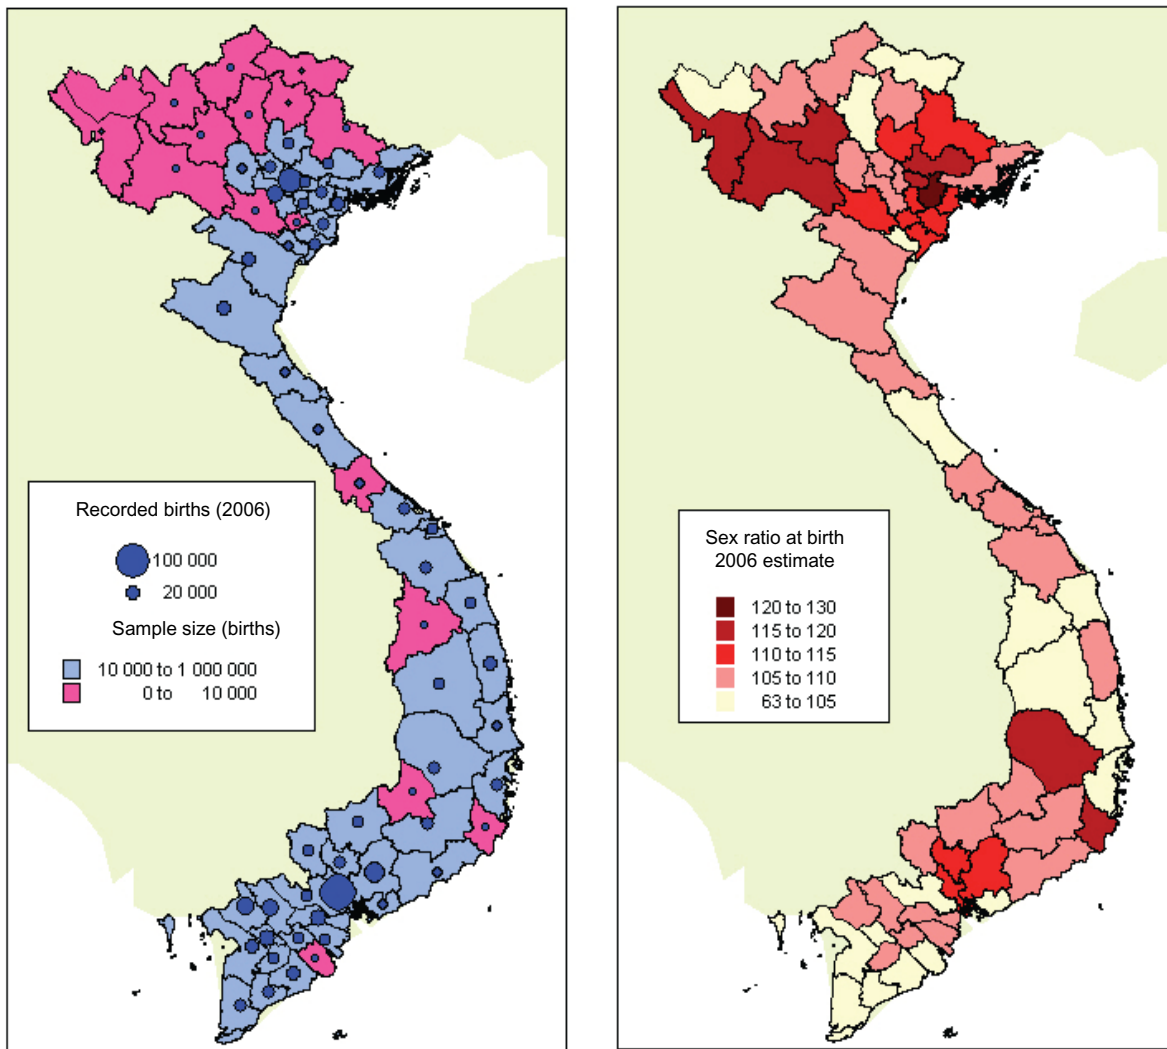 Recorded births (2006)
100 000
20 000
Sample size (births)
10 000 to 1 000 000
0 to 10 000
Sex ratio at birth
2006 estimate
120 to 130
115 to 120
110 to 115
105 to 110
63 to 105